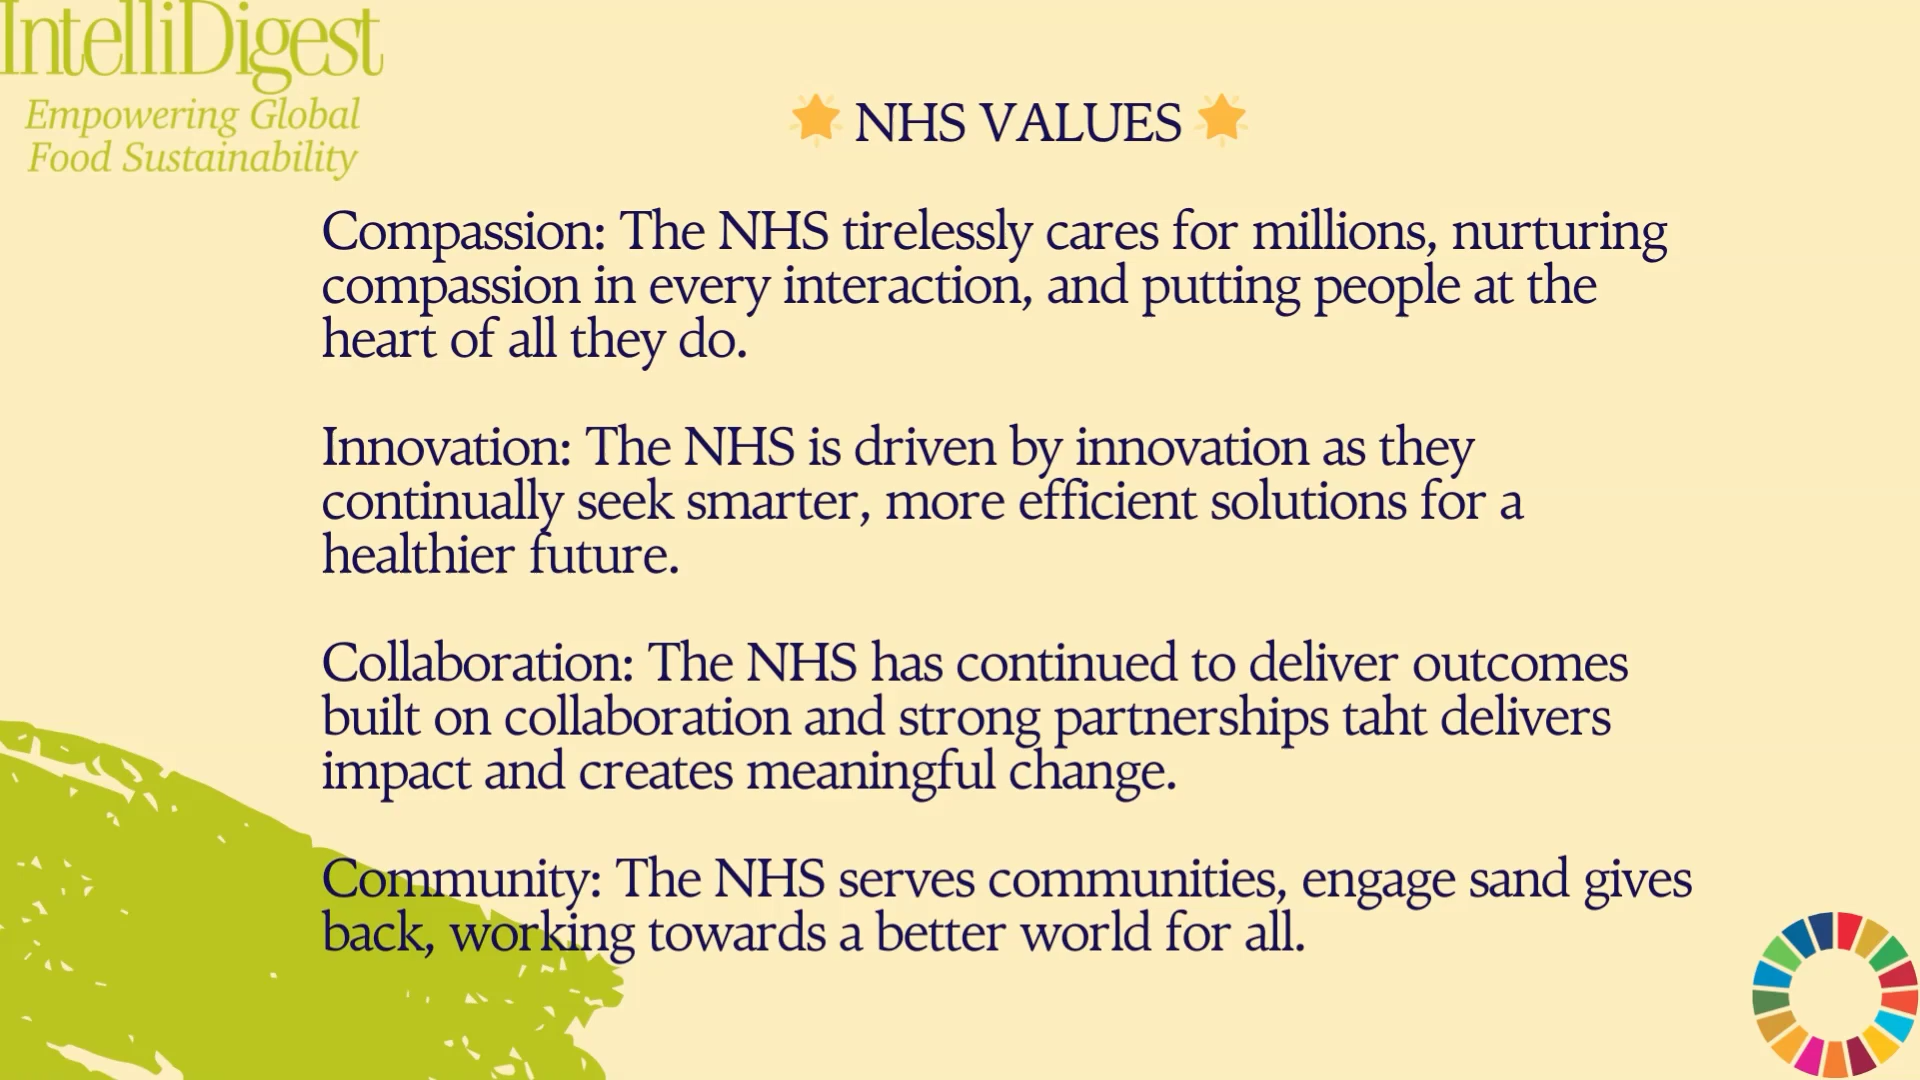 IntelliDigest
Empowering Global
Food Sustainability
NHS VALUES
Compassion: The NHS tirelessly cares for millions, nurturing
compassion in every interaction, and putting people at the
heart of all they do.
Innovation: The NHS is driven by innovation as they
continually seek smarter, more efficient solutions for a
healthier future.
Collaboration: The NHS has continued to deliver outcomes
built on collaboration and strong partnerships taht delivers
impact and creates meaningful change.
Community: The NHS serves communities, engage sand gives
back, working towards a better world for all.